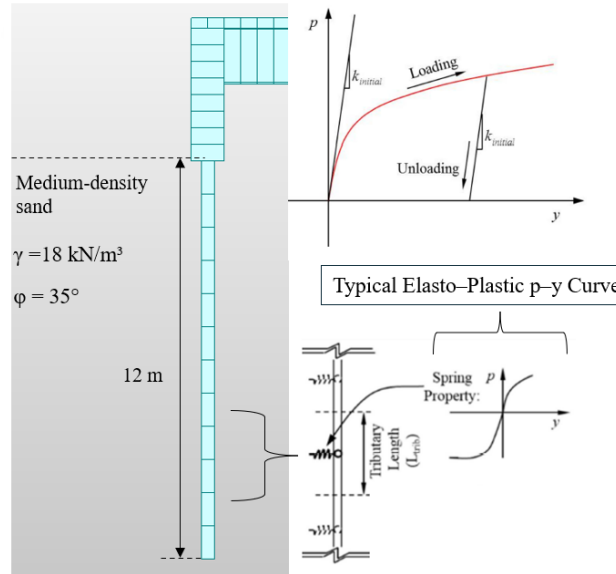 Medium-density
sand
γ =18 kN/m³
φ = 35°
12 m
p
k_initial
Loading
k_initial
Unloading
y
Typical Elasto–Plastic p–y Curve
Spring
Property:
p
y
Tributary
Length
(L_trib)